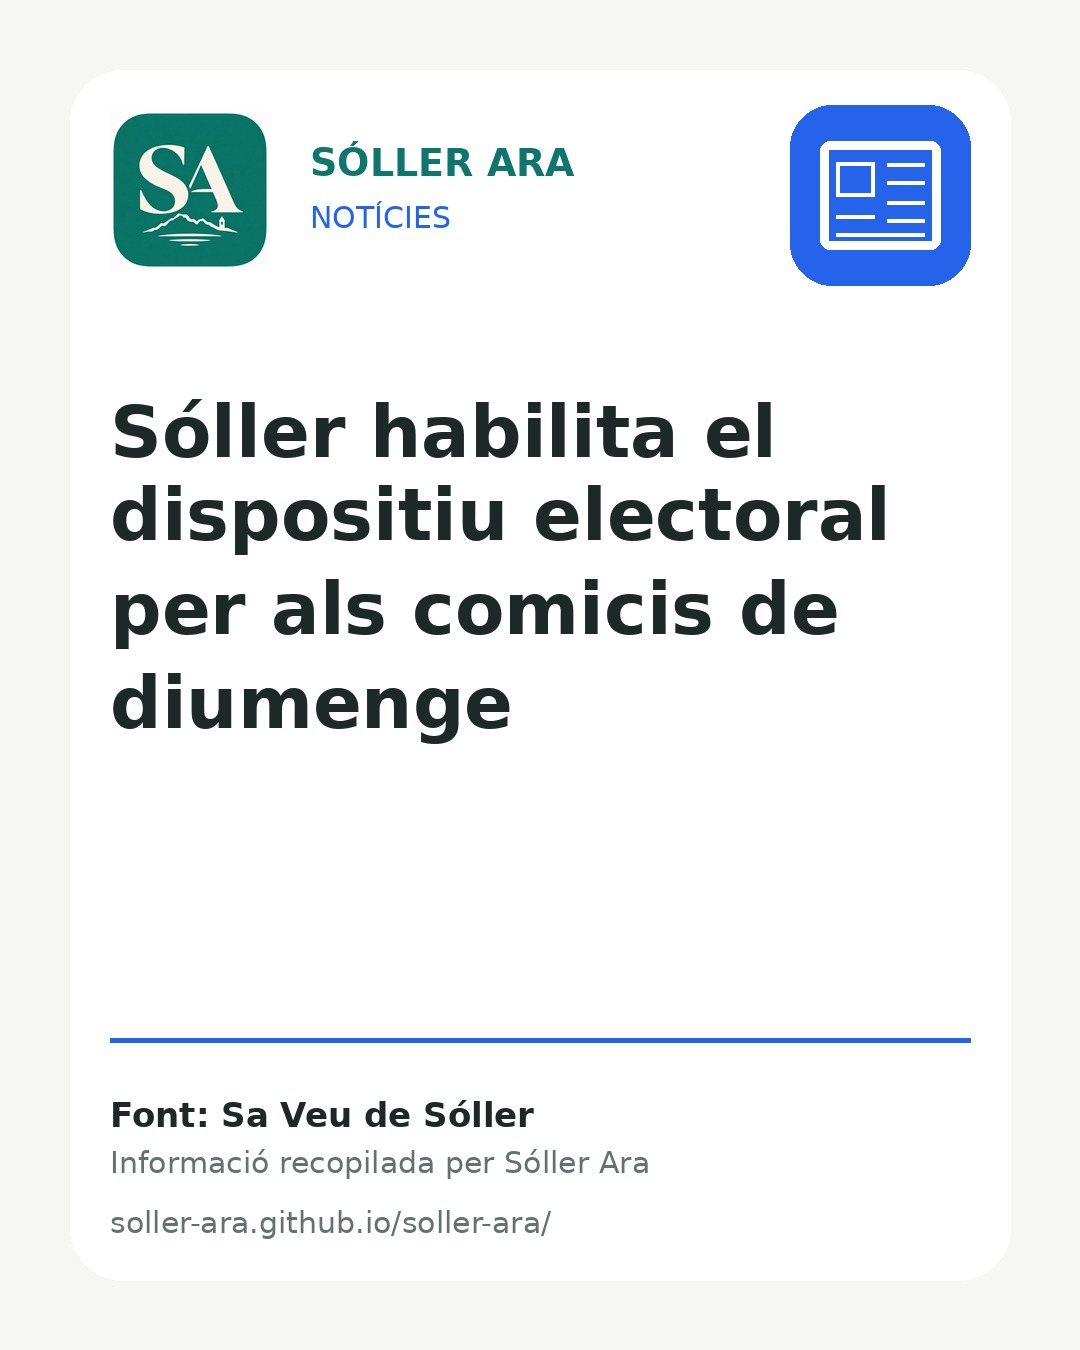 SA
SÓLLER ARA
NOTÍCIES
Sóller habilita el
dispositiu electoral
per als comicis de
diumenge
Font: Sa Veu de Sóller
Informació recopilada per Sóller Ara
soller-ara.github.io/soller-ara/